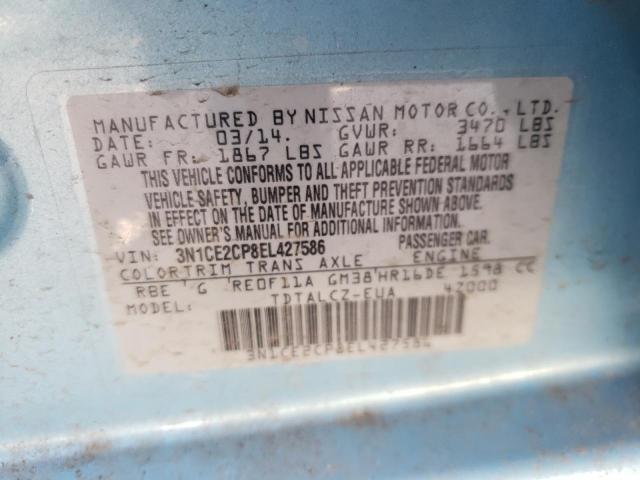 MANUFACTURED BY NISSAN MOTOR CO., LTD.
DATE: 03/14. GVWR: 3470 LBS
GAWR FR: 1867 LBS GAWR RR: 1664 LBS
THIS VEHICLE CONFORMS TO ALL APPLICABLE FEDERAL MOTOR
VEHICLE SAFETY, BUMPER AND THEFT PREVENTION STANDARDS
IN EFFECT ON THE DATE OF MANUFACTURE SHOWN ABOVE.
SEE OWNER'S MANUAL FOR ADDITIONAL INFORMATION.
VIN: 3N1CE2CP8EL427586 PASSENGER CAR.
COLOR TRIM TRANS AXLE ENGINE
RBE G RE0F11A GM38 HR16DE 1598 CC
MODEL: TDTALCZ-EUA 42000
3N1CE2CP8EL427586